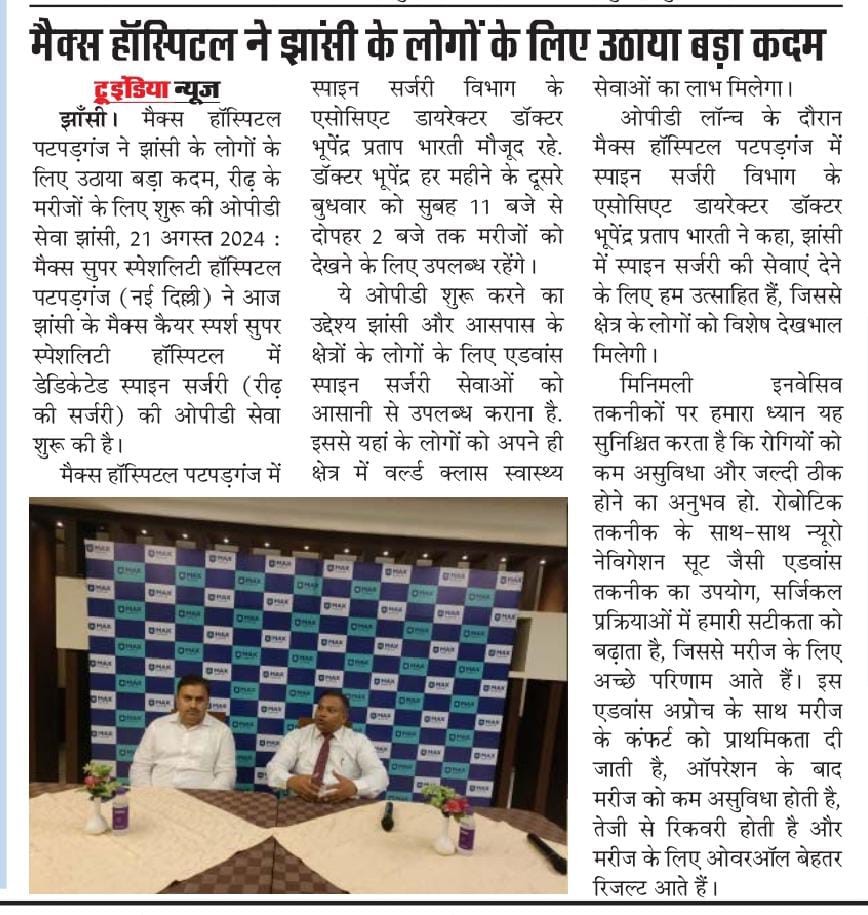 मैक्स हॉस्पिटल ने झांसी के लोगों के लिए उठाया बड़ा कदम
टू्र इंडिया न्यूज
झाँसी। मैक्स हॉस्पिटल
पटपड़गंज ने झांसी के लोगों के
लिए उठाया बड़ा कदम, रीढ़ के
मरीजों के लिए शुरू की ओपीडी
सेवा झांसी, 21 अगस्त 2024 :
मैक्स सुपर स्पेशलिटी हॉस्पिटल
पटपड़गंज (नई दिल्ली) ने आज
झांसी के मैक्स कैयर स्पर्श सुपर
स्पेशलिटी हॉस्पिटल में
डेडिकेटेड स्पाइन सर्जरी (रीढ़
की सर्जरी) की ओपीडी सेवा
शुरू की है।
मैक्स हॉस्पिटल पटपड़गंज में
स्पाइन सर्जरी विभाग के
एसोसिएट डायरेक्टर डॉक्टर
भूपेंद्र प्रताप भारती मौजूद रहे.
डॉक्टर भूपेंद्र हर महीने के दूसरे
बुधवार को सुबह 11 बजे से
दोपहर 2 बजे तक मरीजों को
देखने के लिए उपलब्ध रहेंगे।
ये ओपीडी शुरू करने का
उद्देश्य झांसी और आसपास के
क्षेत्रों के लोगों के लिए एडवांस
स्पाइन सर्जरी सेवाओं को
आसानी से उपलब्ध कराना है.
इससे यहां के लोगों को अपने ही
क्षेत्र में वर्ल्ड क्लास स्वास्थ्य
सेवाओं का लाभ मिलेगा।
ओपीडी लॉन्च के दौरान
मैक्स हॉस्पिटल पटपड़गंज में
स्पाइन सर्जरी विभाग के
एसोसिएट डायरेक्टर डॉक्टर
भूपेंद्र प्रताप भारती ने कहा, झांसी
में स्पाइन सर्जरी की सेवाएं देने
के लिए हम उत्साहित हैं, जिससे
क्षेत्र के लोगों को विशेष देखभाल
मिलेगी।
मिनिमली इनवेसिव
तकनीकों पर हमारा ध्यान यह
सुनिश्चित करता है कि रोगियों को
कम असुविधा और जल्दी ठीक
होने का अनुभव हो. रोबोटिक
तकनीक के साथ-साथ न्यूरो
नेविगेशन सूट जैसी एडवांस
तकनीक का उपयोग, सर्जिकल
प्रक्रियाओं में हमारी सटीकता को
बढ़ाता है, जिससे मरीज के लिए
अच्छे परिणाम आते हैं। इस
एडवांस अप्रोच के साथ मरीज
के कंफर्ट को प्राथमिकता दी
जाती है, ऑपरेशन के बाद
मरीज को कम असुविधा होती है,
तेजी से रिकवरी होती है और
मरीज के लिए ओवरऑल बेहतर
रिजल्ट आते हैं।
MAX